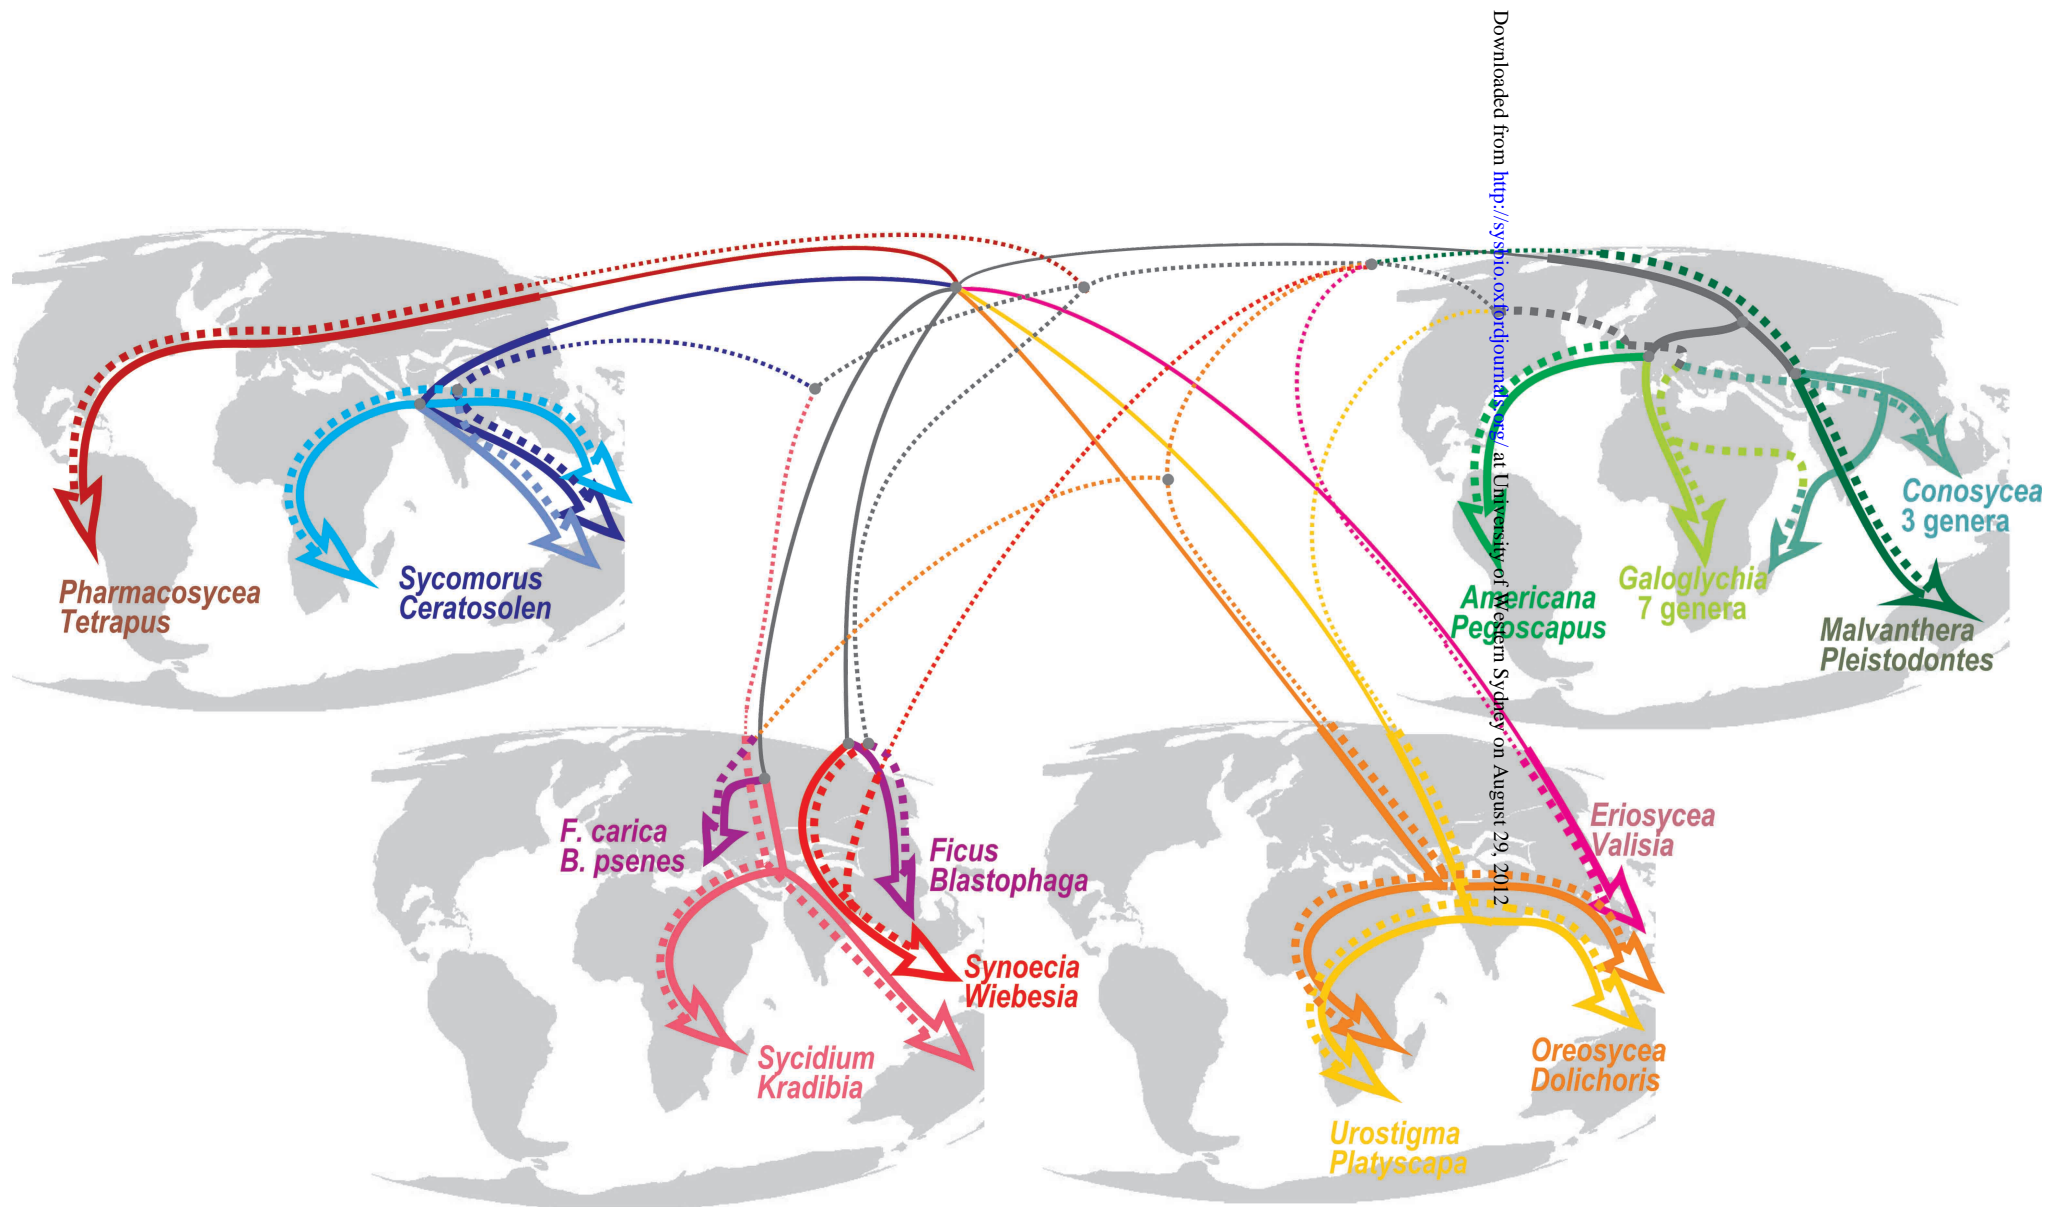 Downloaded from http://sysbio.oxfordjournals.org/ at University of Western Sydney on August 29, 2012
Pharmacosycea
Tetrapus
Sycomorus
Ceratosolen
Americana
Pegoscapus
Galoglychia
7 genera
Conosycea
3 genera
Malvanthera
Pleistodontes
F. carica
B. psenes
Ficus
Blastophaga
Synoecia
Wiebesia
Sycidium
Kradibia
Eriosycea
Valisia
Oreosycea
Dolichoris
Urostigma
Platyscapa